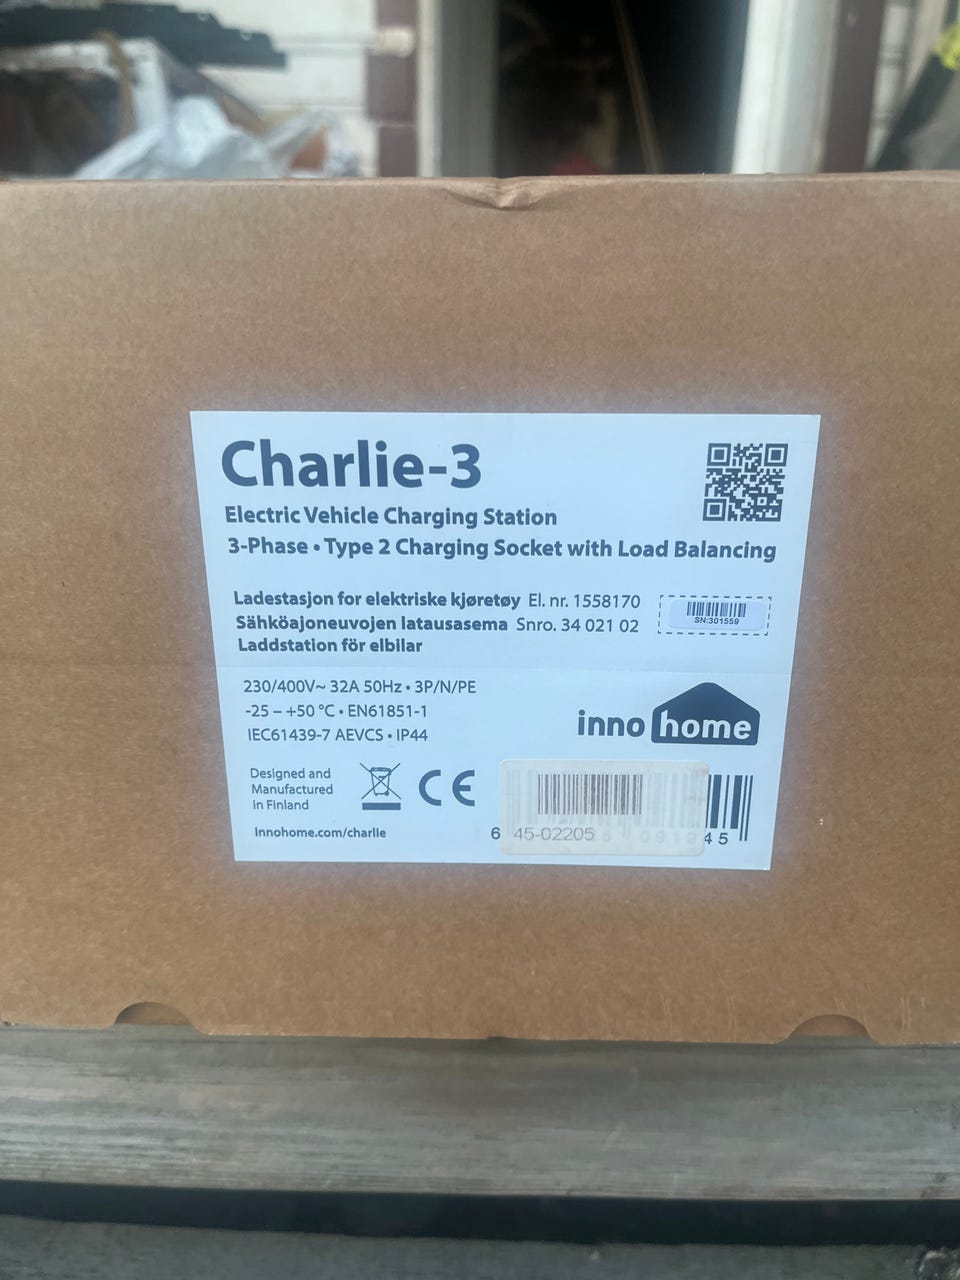 Charlie-3
Electric Vehicle Charging Station
3-Phase • Type 2 Charging Socket with Load Balancing
Ladestasjon for elektriske kjøretøy El. nr. 1558170
Sähköajoneuvojen latausasema Snro. 34 021 02
Laddstation för elbilar
SN:301559
230/400V~ 32A 50Hz • 3P/N/PE
-25 – +50 °C • EN61851-1
IEC61439-7 AEVCS • IP44
inno home
Designed and
Manufactured
in Finland
CE
innohome.com/charlie
6
45-02205
45